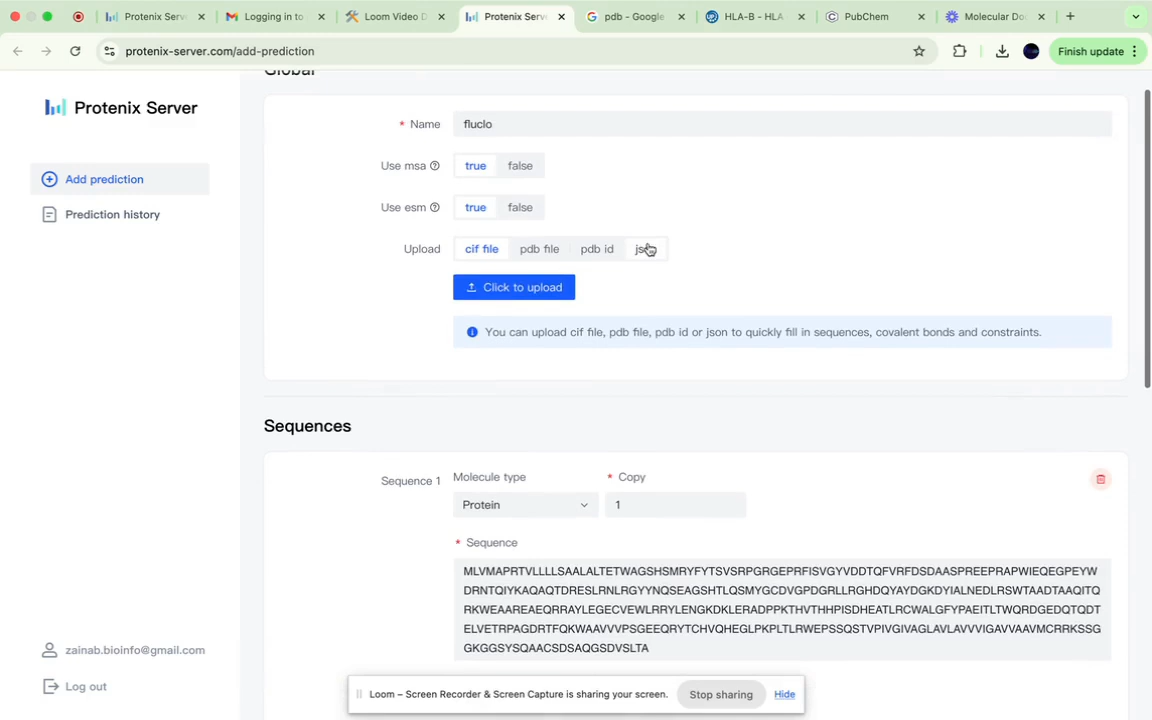 Protenix Serv
Logging in to
Loom Video D
Protenix Serv
pdb - Google
HLA-B - HLA
PubChem
Molecular Do
protenix-server.com/add-prediction
Finish update
Global
Protenix Server
Add prediction
Prediction history
* Name
fluclo
Use msa
true
false
Use esm
true
false
Upload
cif file
pdb file
pdb id
Click to upload
You can upload cif file, pdb file, pdb id or json to quickly fill in sequences, covalent bonds and constraints.
Sequences
Sequence 1
Molecule type
* Copy
Protein
1
* Sequence
MLVMAPRTVLLLLSAALALTETWAGSHSMRYFYTSVSRPGRGEPRFISVGYVDDTQFVRFDSDAASPREEPRAPWIEQEGPEYW
DRNTQIYKAQAQTDRESLRNLRGYYNQSEAGSHTLQSMYGCDVGPDGRLLRGHDQYAYDGKDYIALNEDLRSWTAADTAAQITQ
RKWEAAREAEQRRAYLEGECVEWLRRYLENGKDKLERADPPKTHVTHHPISDHEATLRCWALGFYPAEITLTWQRDGEDQTQDT
ELVETRPAGDRTFQKWAAVVVPSGEEQRYTCHVQHEGLPKPLTLRWEPSSQSTVPIVGIVAGLAVLAVVVIGAVVAAVMCRRKSSG
GKGGSYSQAACSDSAQGSDVSLTA
zainab.bioinfo@gmail.com
Log out
Loom – Screen Recorder & Screen Capture is sharing your screen.
Stop sharing
Hide